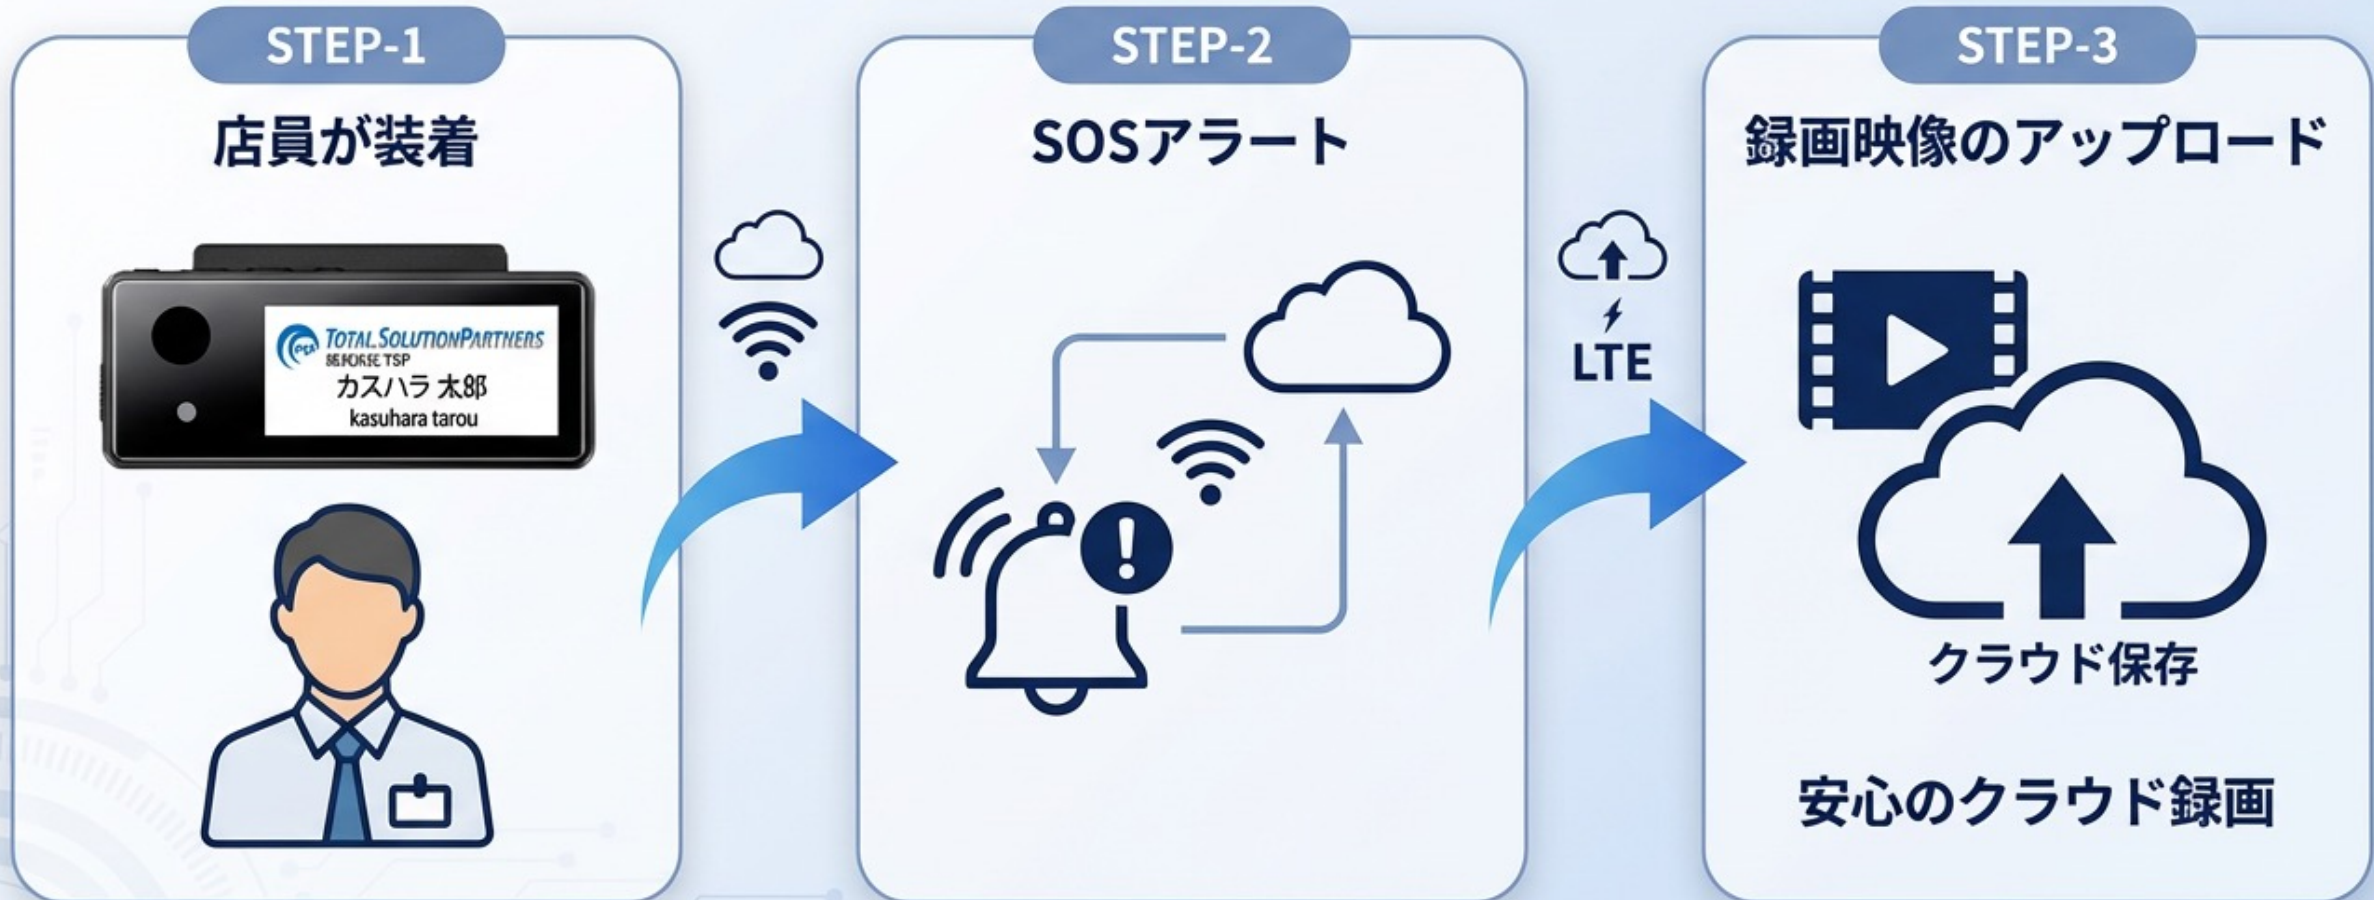 STEP-1
店員が装着
TOTAL SOLUTIONPARTNERS
TSP
カスハラ 太郎
kasuhara tarou
STEP-2
SOSアラート
LTE
STEP-3
録画映像のアップロード
クラウド保存
安心のクラウド録画